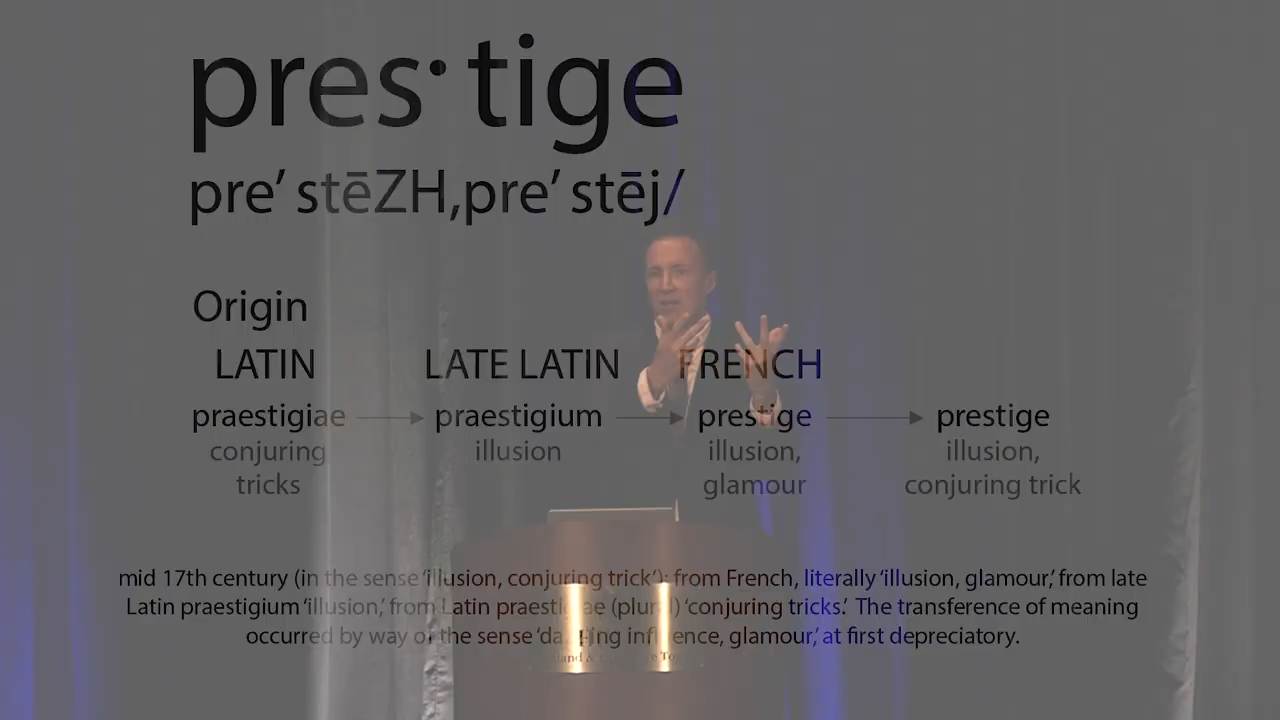 pres·tige
pre′ stēZH,pre′ stēj/
Origin
LATIN LATE LATIN FRENCH
praestigiae praestigium prestige prestige
conjuring tricks illusion illusion, glamour illusion, conjuring trick
mid 17th century (in the sense ‘illusion, conjuring trick’): from French, literally ‘illusion, glamour,’ from late
Latin praestigium ‘illusion,’ from Latin praestigiae (plural) ‘conjuring tricks.’ The transference of meaning
occurred by way of the sense ‘dazzling influence, glamour,’ at first depreciatory.